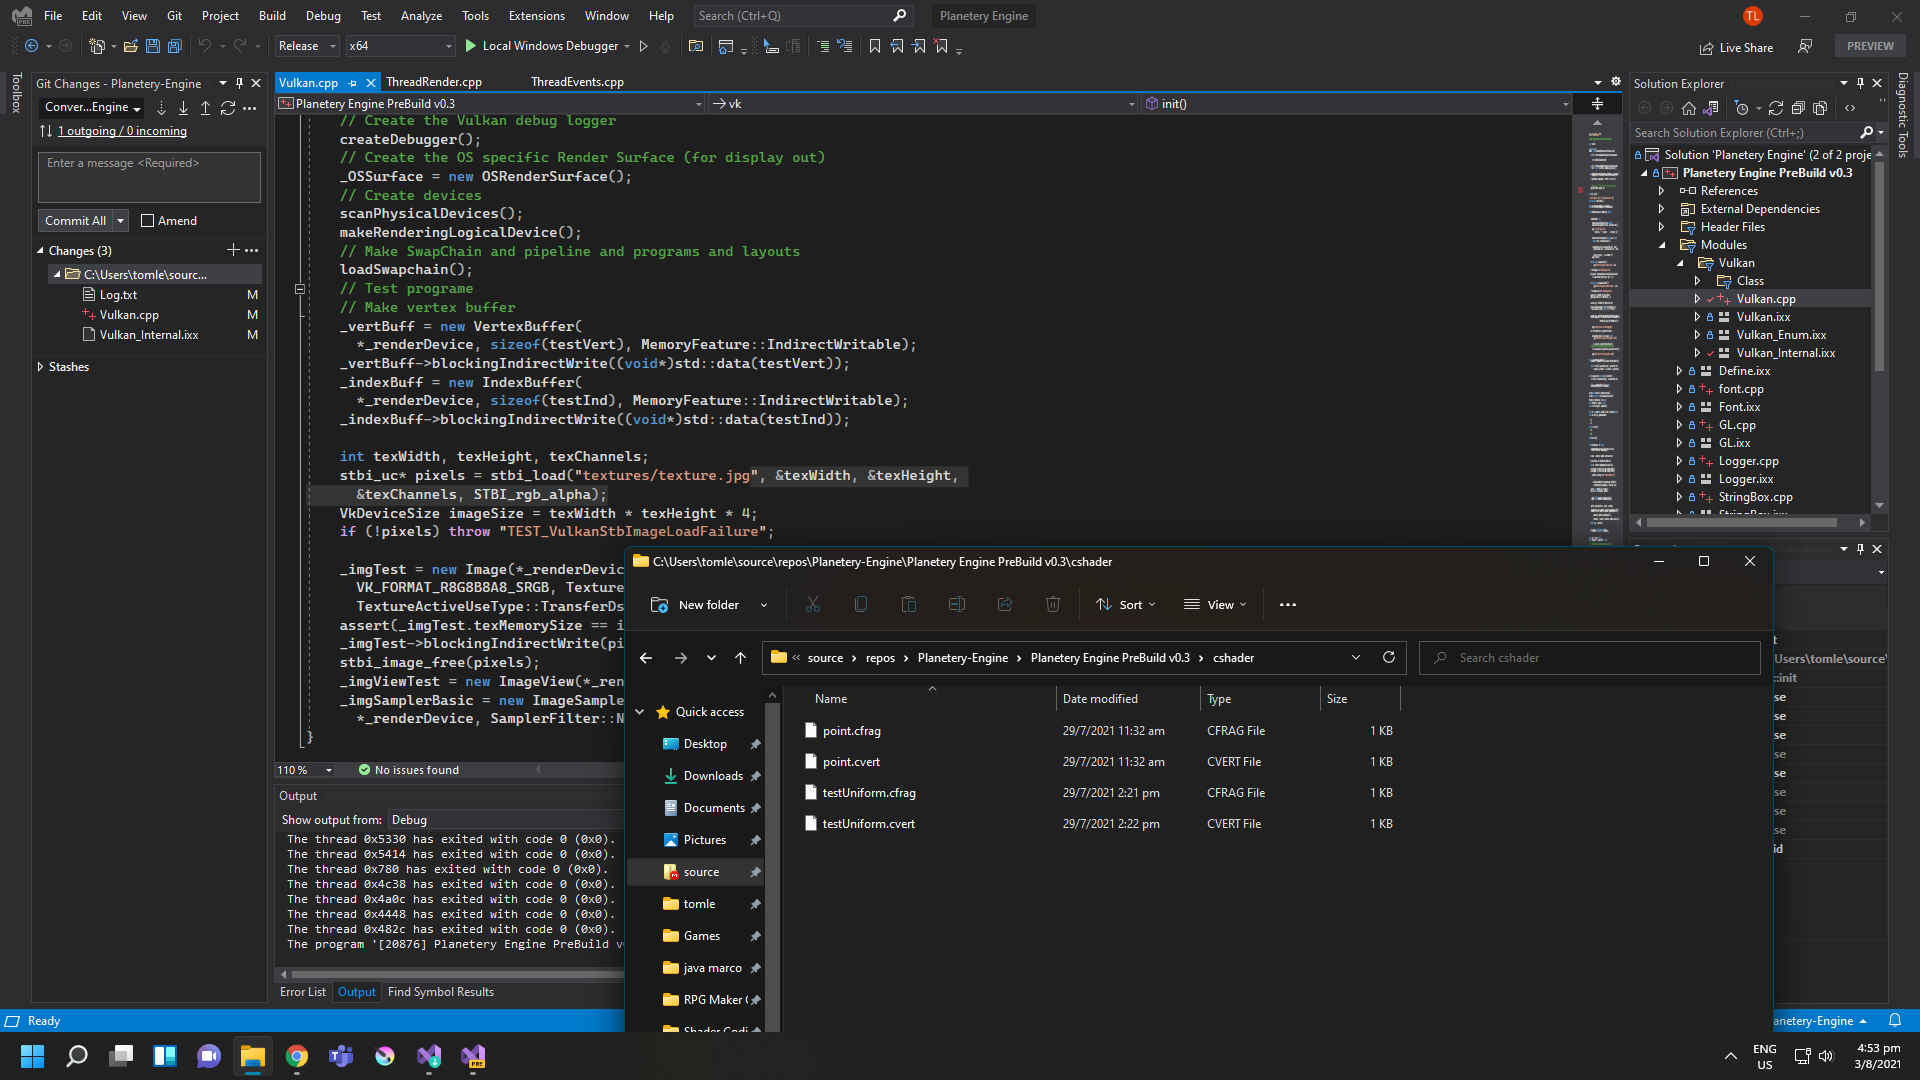 File Edit View Git Project Build Debug Test Analyze Tools Extensions Window Help Search (Ctrl+Q) Planetery Engine TL
Release x64 Local Windows Debugger Live Share PREVIEW
Toolbox
Git Changes - Planetery-Engine
Conver...Engine
1 outgoing / 0 incoming
Enter a message <Required>
Commit All Amend
Changes (3)
C:\Users\tomle\sourc...
Log.txt M
Vulkan.cpp M
Vulkan_Internal.ixx M
Stashes
Vulkan.cpp ThreadRender.cpp ThreadEvents.cpp
Planetery Engine PreBuild v0.3 vk init()
// Create the Vulkan debug logger
createDebugger();
// Create the OS specific Render Surface (for display out)
_OSSurface = new OSRenderSurface();
// Create devices
scanPhysicalDevices();
makeRenderingLogicalDevice();
// Make SwapChain and pipeline and programs and layouts
loadSwapchain();
// Test programe
// Make vertex buffer
_vertBuff = new VertexBuffer(
*_renderDevice, sizeof(testVert), MemoryFeature::IndirectWritable);
_vertBuff->blockingIndirectWrite((void*)std::data(testVert));
_indexBuff = new IndexBuffer(
*_renderDevice, sizeof(testInd), MemoryFeature::IndirectWritable);
_indexBuff->blockingIndirectWrite((void*)std::data(testInd));
int texWidth, texHeight, texChannels;
stbi_uc* pixels = stbi_load("textures/texture.jpg", &texWidth, &texHeight,
&texChannels, STBI_rgb_alpha);
VkDeviceSize imageSize = texWidth * texHeight * 4;
if (!pixels) throw "TEST_VulkanStbImageLoadFailure";
_imgTest = new Image(*_renderDevic
VK_FORMAT_R8G8B8A8_SRGB, Texture
TextureActiveUseType::TransferDs
assert(_imgTest.texMemorySize == i
_imgTest->blockingIndirectWrite(pi
stbi_image_free(pixels);
_imgViewTest = new ImageView(*_ren
_imgSamplerBasic = new ImageSample
*_renderDevice, SamplerFilter::N
}
110 % No issues found
Output
Show output from: Debug
The thread 0x5330 has exited with code 0 (0x0).
The thread 0x5414 has exited with code 0 (0x0).
The thread 0x780 has exited with code 0 (0x0).
The thread 0x4c38 has exited with code 0 (0x0).
The thread 0x4a0c has exited with code 0 (0x0).
The thread 0x4448 has exited with code 0 (0x0).
The thread 0x482c has exited with code 0 (0x0).
The program '[20876] Planetery Engine PreBuild v
Error List Output Find Symbol Results
Ready
Solution Explorer
Search Solution Explorer (Ctrl+;)
Solution 'Planetery Engine' (2 of 2 proje
Planetery Engine PreBuild v0.3
References
External Dependencies
Header Files
Modules
Vulkan
Class
Vulkan.cpp
Vulkan.ixx
Vulkan_Enum.ixx
Vulkan_Internal.ixx
Define.ixx
font.cpp
Font.ixx
GL.cpp
GL.ixx
Logger.cpp
Logger.ixx
StringBox.cpp
StringBox.ixx
Diagnostic Tools
t
Users\tomle\source\
:init
se
se
se
se
se
se
se
id
C:\Users\tomle\source\repos\Planetery-Engine\Planetery Engine PreBuild v0.3\cshader
New folder Sort View
source repos Planetery-Engine Planetery Engine PreBuild v0.3 cshader Search cshader
Name Date modified Type Size
point.cfrag 29/7/2021 11:32 am CFRAG File 1 KB
point.cvert 29/7/2021 11:32 am CVERT File 1 KB
testUniform.cfrag 29/7/2021 2:21 pm CFRAG File 1 KB
testUniform.cvert 29/7/2021 2:22 pm CVERT File 1 KB
Quick access
Desktop
Downloads
Documents
Pictures
source
tomle
Games
java marco
RPG Maker
Shader Codi
anetery-Engine
ENG
US
4:53 pm
3/8/2021